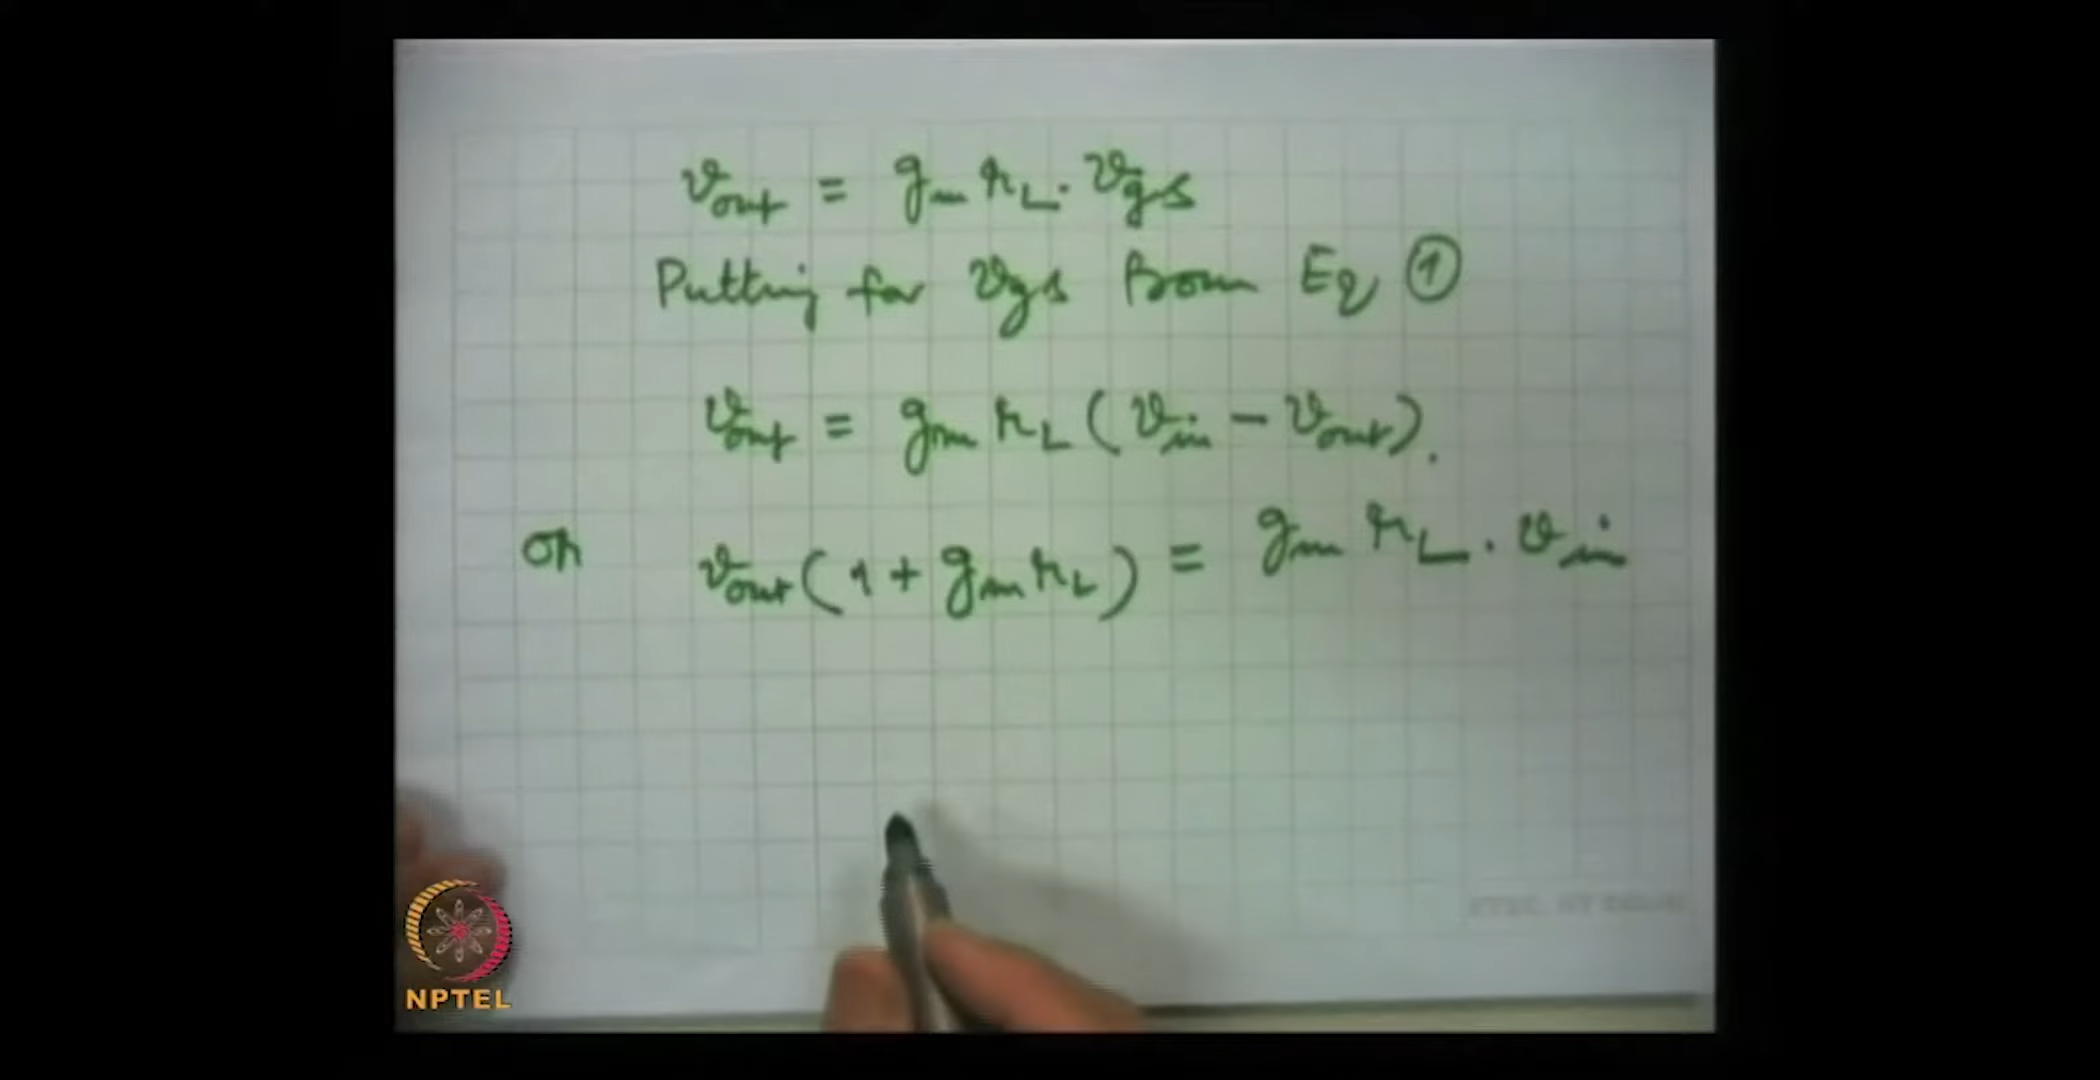 v_out = g_m r_L . v_gs
Putting for v_gs from Eq ①
v_out = g_m r_L ( v_in − v_out ).
or v_out ( 1 + g_m r_L ) = g_m r_L . v_in
NPTEL